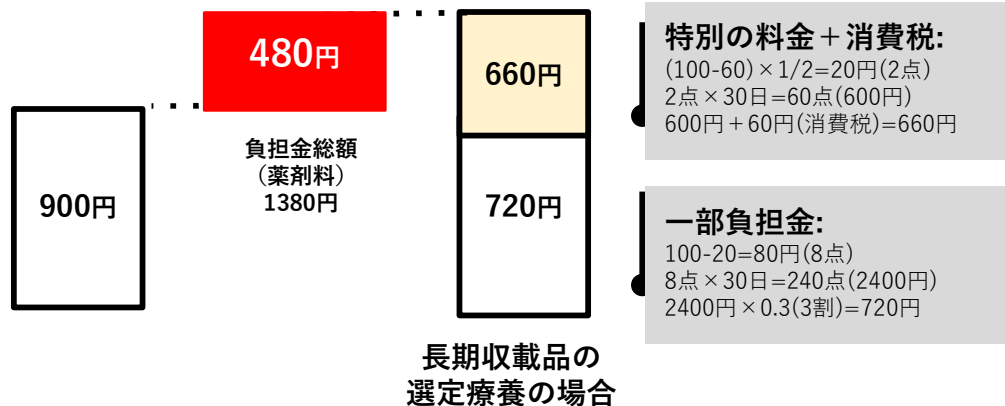 900円
480円
負担金総額
（薬剤料）
1380円
660円
720円
長期収載品の
選定療養の場合
特別の料金＋消費税:
(100-60)×1/2=20円(2点)
2点×30日=60点(600円)
600円＋60円(消費税)=660円
一部負担金:
100-20=80円(8点)
8点×30日=240点(2400円)
2400円×0.3(3割)=720円